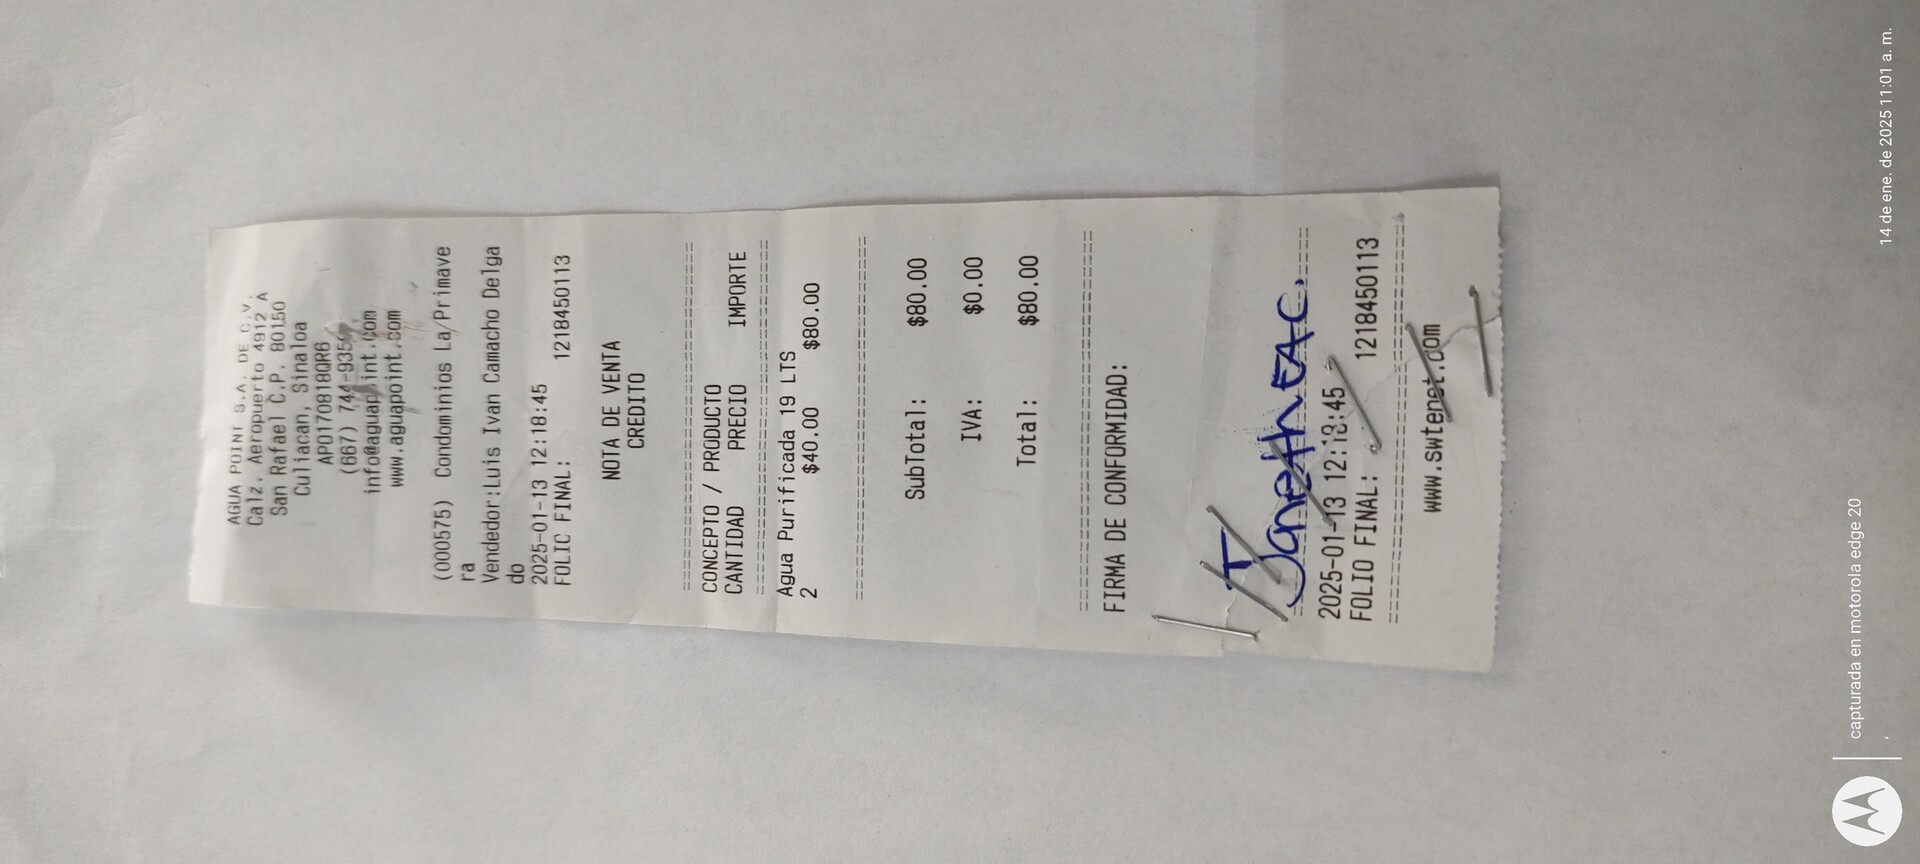 AGUA POINT S.A. DE C.V.
Calz. Aeropuerto 4912 A
San Rafael C.P. 80150
Culiacan, Sinaloa
APO170818QR6
(667) 744-935
info@aguapoint.com
www.aguapoint.com
(000575) Condominios La Primave
ra
Vendedor:Luis Ivan Camacho Delga
do
2025-01-13 12:18:45
FOLIC FINAL: 1218450113
NOTA DE VENTA
CREDITO
CONCEPTO / PRODUCTO
CANTIDAD PRECIO IMPORTE
Agua Purificada 19 LTS
2 $40.00 $80.00
SubTotal: $80.00
IVA: $0.00
Total: $80.00
FIRMA DE CONFORMIDAD:
Janeth EAC.
2025-01-13 12:18:45
FOLIO FINAL: 1218450113
www.swtenet.com
capturada en motorola edge 20
14 de ene. de 2025 11:01 a. m.